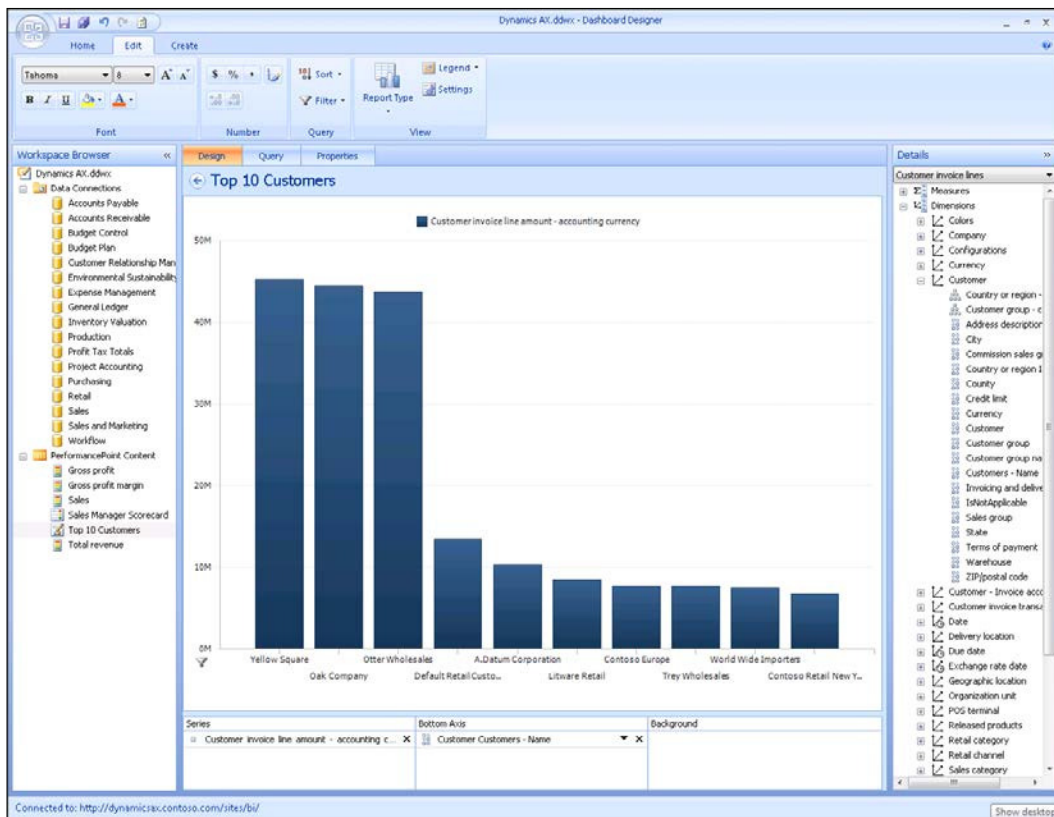 Dynamics AX.ddwx - Dashboard Designer
Home Edit Create
Tahoma 8 A A
B I U A
Font
$ % ,
Number
Sort
Filter
Query
Report Type
Legend
Settings
View
Workspace Browser «
Dynamics AX.ddwx
Data Connections
Accounts Payable
Accounts Receivable
Budget Control
Budget Plan
Customer Relationship Man
Environmental Sustainability
Expense Management
General Ledger
Inventory Valuation
Production
Profit Tax Totals
Project Accounting
Purchasing
Retail
Sales
Sales and Marketing
Workflow
PerformancePoint Content
Gross profit
Gross profit margin
Sales
Sales Manager Scorecard
Top 10 Customers
Total revenue
Design Query Properties
Top 10 Customers
Customer invoice line amount - accounting currency
50M
40M
30M
20M
10M
0M
Yellow Square Otter Wholesales A.Datum Corporation Contoso Europe World Wide Importers
Oak Company Default Retail Custo... Litware Retail Trey Wholesales Contoso Retail New Y...
Series Bottom Axis Background
Customer invoice line amount - accounting c... Customer Customers - Name
Details »
Customer invoice lines
Measures
Dimensions
Colors
Company
Configurations
Currency
Customer
Country or region -
Customer group - c
Address description
City
Commission sales gr
Country or region I
County
Credit limit
Currency
Customer
Customer group
Customer group na
Customers - Name
Invoicing and delive
IsNotApplicable
Sales group
State
Terms of payment
Warehouse
ZIP/postal code
Customer - Invoice acco
Customer invoice transa
Date
Delivery location
Due date
Exchange rate date
Geographic location
Organization unit
POS terminal
Released products
Retail category
Retail channel
Sales category
Connected to: http://dynamicsax.contoso.com/sites/bi/
Show desktop